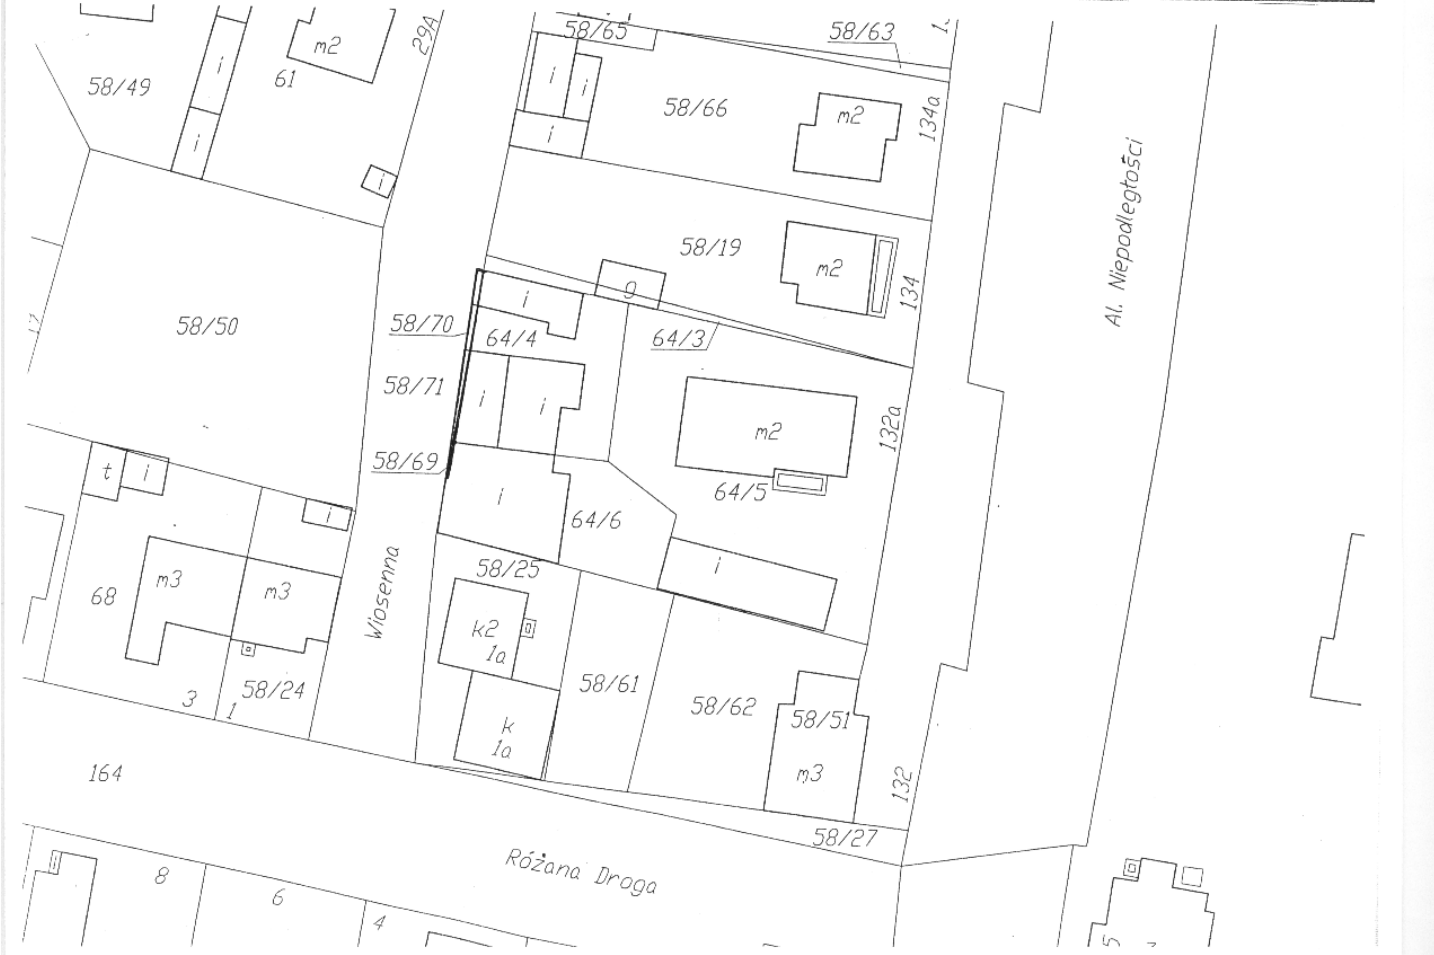 29A
58/65
58/63
m2
i
61
58/49
i
i
i
58/66
m2
134a
i
i
i
Al. Niepodległości
58/19
m2
134
g
i
58/70
64/4
64/3
58/50
58/71
i
i
m2
132a
58/69
t
i
64/5
i
i
64/6
58/25
i
Wiosenna
68
m3
m3
k2
1a
58/61
58/62
58/51
3
1
58/24
k
1a
m3
164
132
58/27
Różana Droga
8
6
4